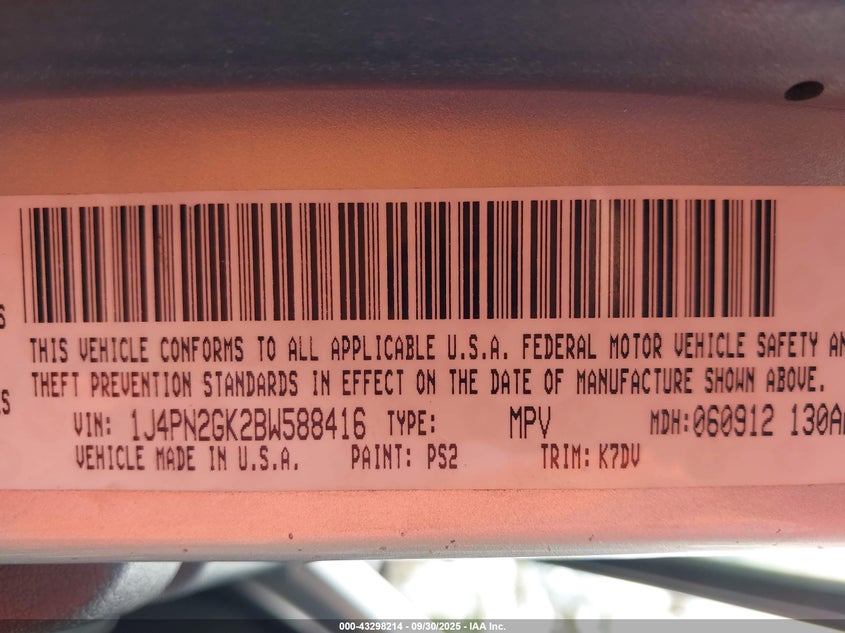 S
THIS VEHICLE CONFORMS TO ALL APPLICABLE U.S.A. FEDERAL MOTOR VEHICLE SAFETY AN
THEFT PREVENTION STANDARDS IN EFFECT ON THE DATE OF MANUFACTURE SHOWN ABOVE.
ES
VIN: 1J4PN2GK2BW588416 TYPE: MPV MDH: 060912 130A
VEHICLE MADE IN U.S.A. PAINT: PS2 TRIM: K7DV
000-43298214 - 09/30/2025 - IAA Inc.